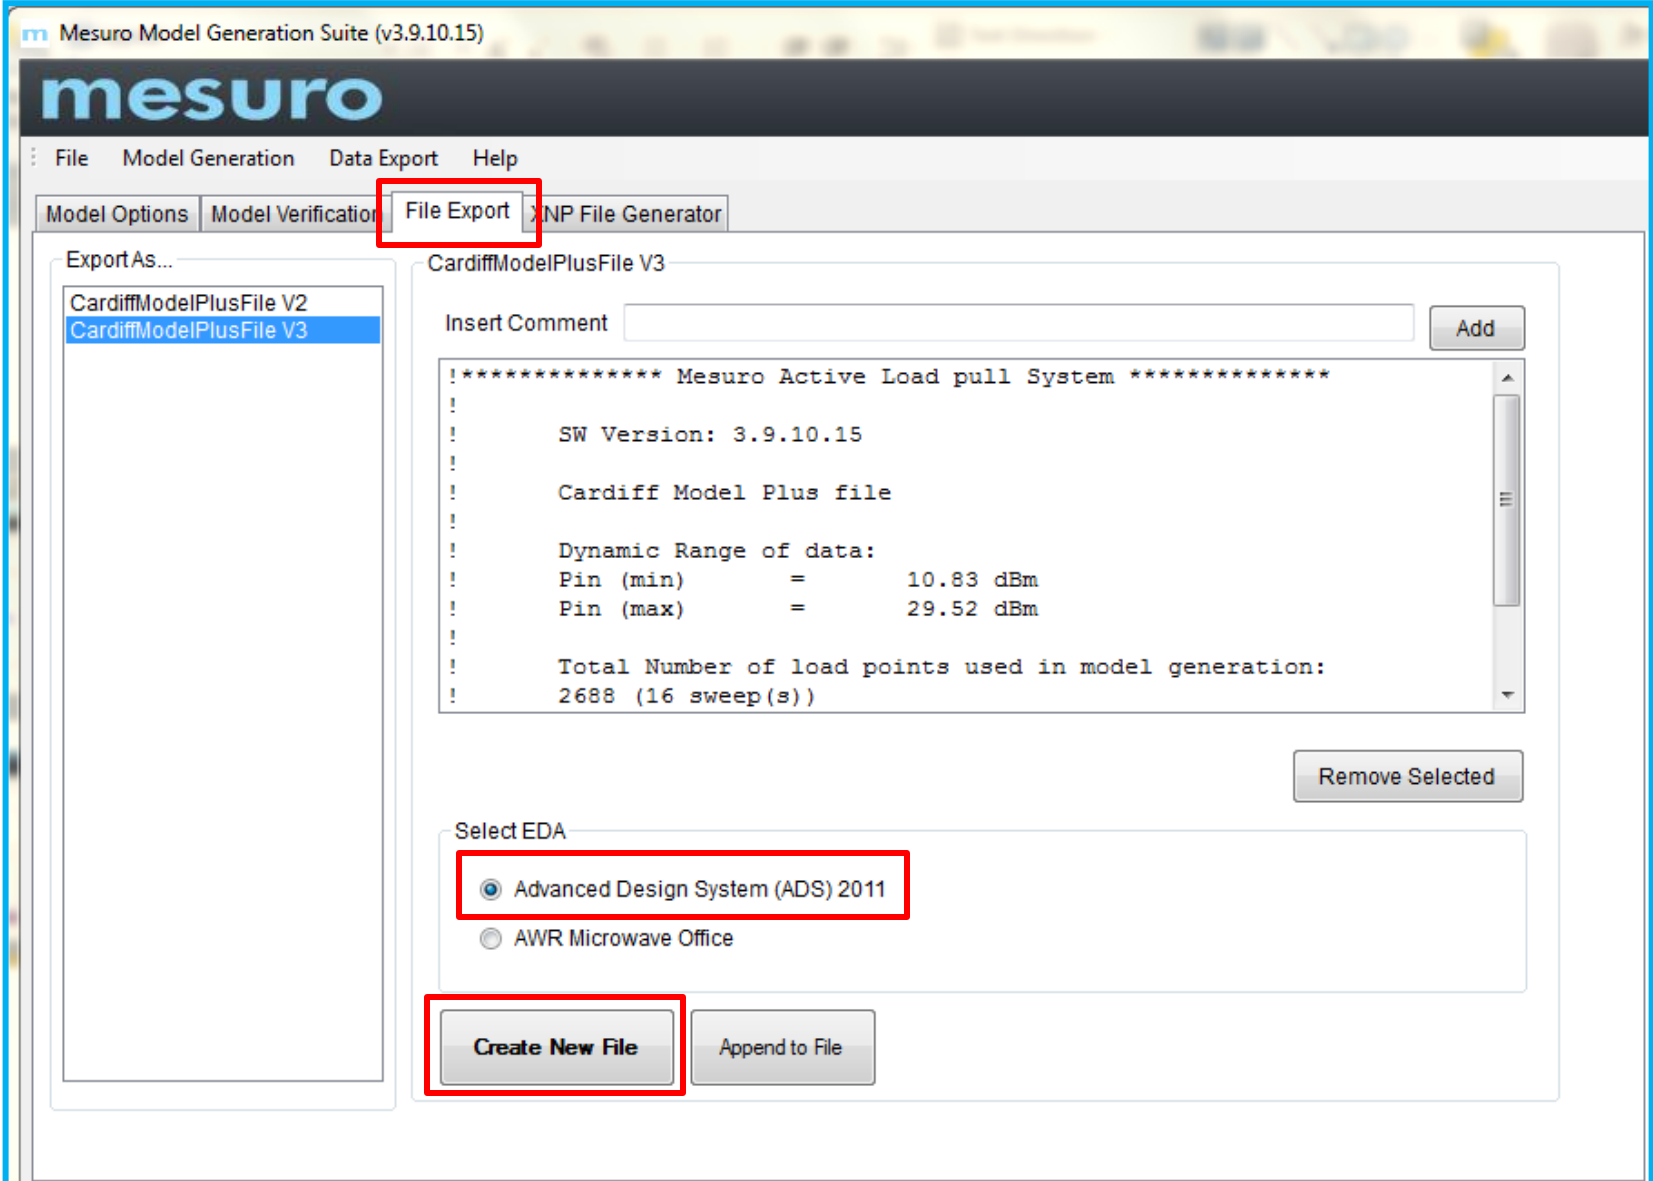 Mesuro Model Generation Suite (v3.9.10.15)
mesuro
File Model Generation Data Export Help
Model Options Model Verification File Export XNP File Generator
Export As...
CardiffModelPlusFile V2
CardiffModelPlusFile V3
CardiffModelPlusFile V3
Insert Comment Add
!************** Mesuro Active Load pull System **************
!
! SW Version: 3.9.10.15
!
! Cardiff Model Plus file
!
! Dynamic Range of data:
! Pin (min) = 10.83 dBm
! Pin (max) = 29.52 dBm
!
! Total Number of load points used in model generation:
! 2688 (16 sweep(s))
Remove Selected
Select EDA
Advanced Design System (ADS) 2011
AWR Microwave Office
Create New File Append to File